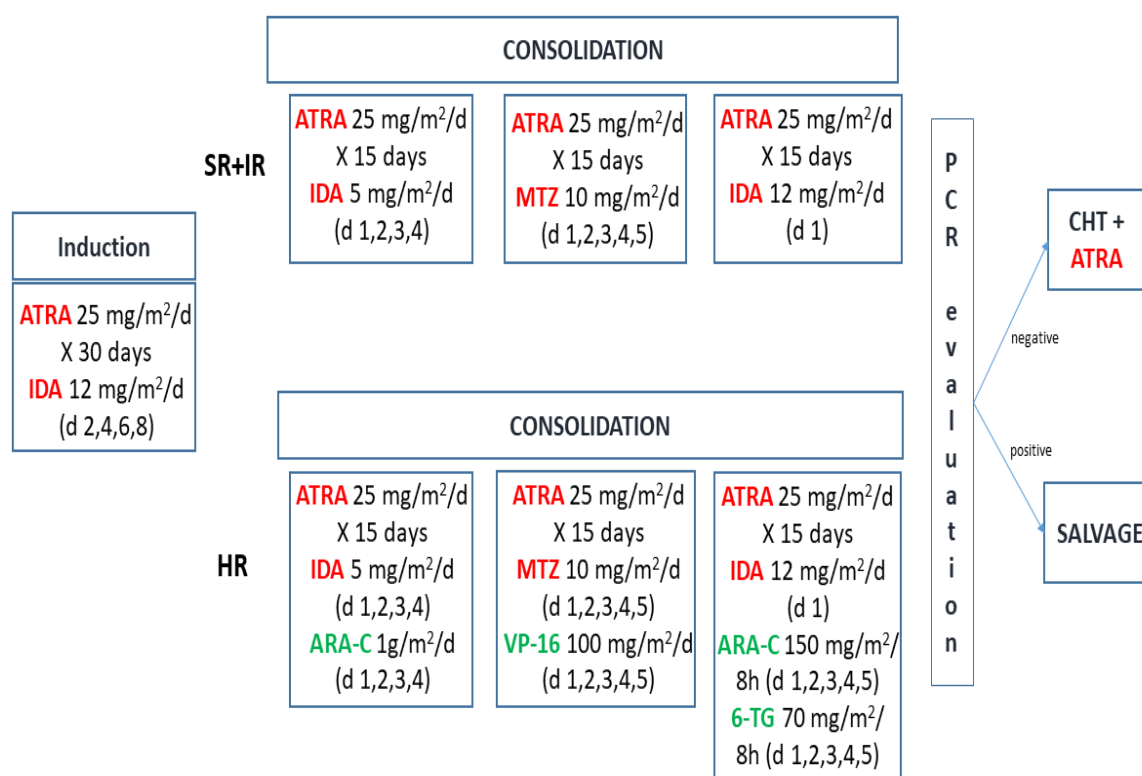 CONSOLIDATION
SR+IR
ATRA 25 mg/m²/d
X 15 days
IDA 5 mg/m²/d
(d 1,2,3,4)
ATRA 25 mg/m²/d
X 15 days
MTZ 10 mg/m²/d
(d 1,2,3,4,5)
ATRA 25 mg/m²/d
X 15 days
IDA 12 mg/m²/d
(d 1)
Induction
ATRA 25 mg/m²/d
X 30 days
IDA 12 mg/m²/d
(d 2,4,6,8)
CONSOLIDATION
HR
ATRA 25 mg/m²/d
X 15 days
IDA 5 mg/m²/d
(d 1,2,3,4)
ARA-C 1g/m²/d
(d 1,2,3,4)
ATRA 25 mg/m²/d
X 15 days
MTZ 10 mg/m²/d
(d 1,2,3,4,5)
VP-16 100 mg/m²/d
(d 1,2,3,4,5)
ATRA 25 mg/m²/d
X 15 days
IDA 12 mg/m²/d
(d 1)
ARA-C 150 mg/m²/
8h (d 1,2,3,4,5)
6-TG 70 mg/m²/
8h (d 1,2,3,4,5)
PCR evaluation
negative
CHT +
ATRA
positive
SALVAGE